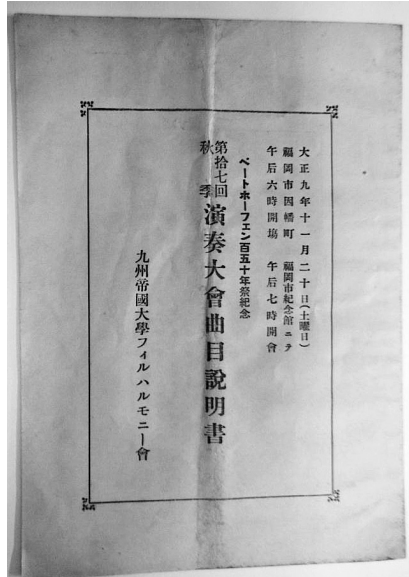 大正九年十一月二十日(土曜日)
福岡市因幡町 福岡市紀念館ニテ
午后六時開塲 午后七時開會
ベートホーフェン百五十年祭紀念
第拾七回
秋季
演奏大會曲目說明書
九州帝國大學フィルハルモニー會